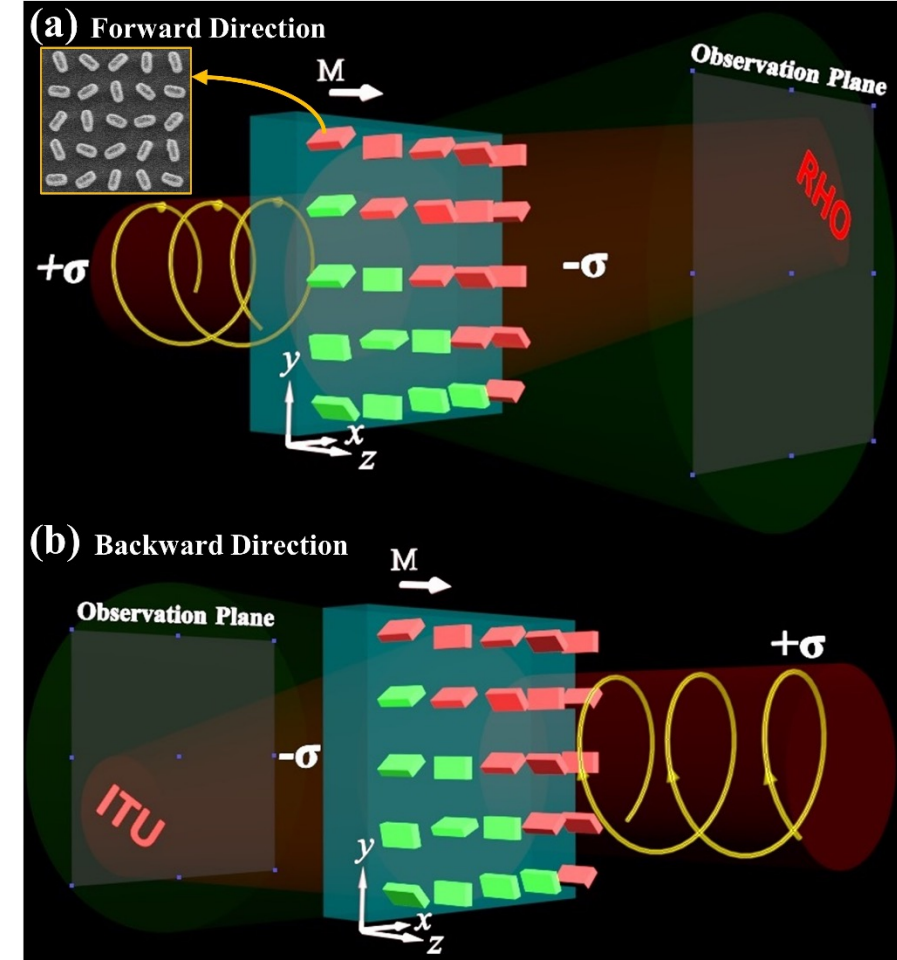 (a) Forward Direction
M
Observation Plane
RHO
+σ
-σ
y
x
z
(b) Backward Direction
M
Observation Plane
+σ
-σ
ITU
y
x
z